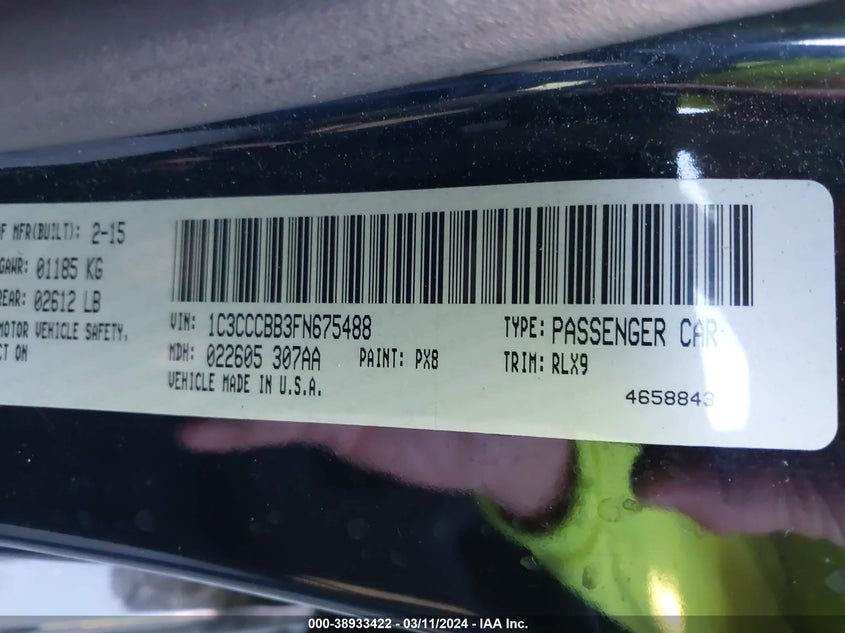 F MFR(BUILT): 2-15
GAWR: 01185 KG
REAR: 02612 LB
MOTOR VEHICLE SAFETY,
CT ON
VIN: 1C3CCCBB3FN675488
TYPE: PASSENGER CAR
MDH: 022605 307AA
PAINT: PX8
TRIM: RLX9
VEHICLE MADE IN U.S.A.
4658843
000-38933422 - 03/11/2024 - IAA Inc.